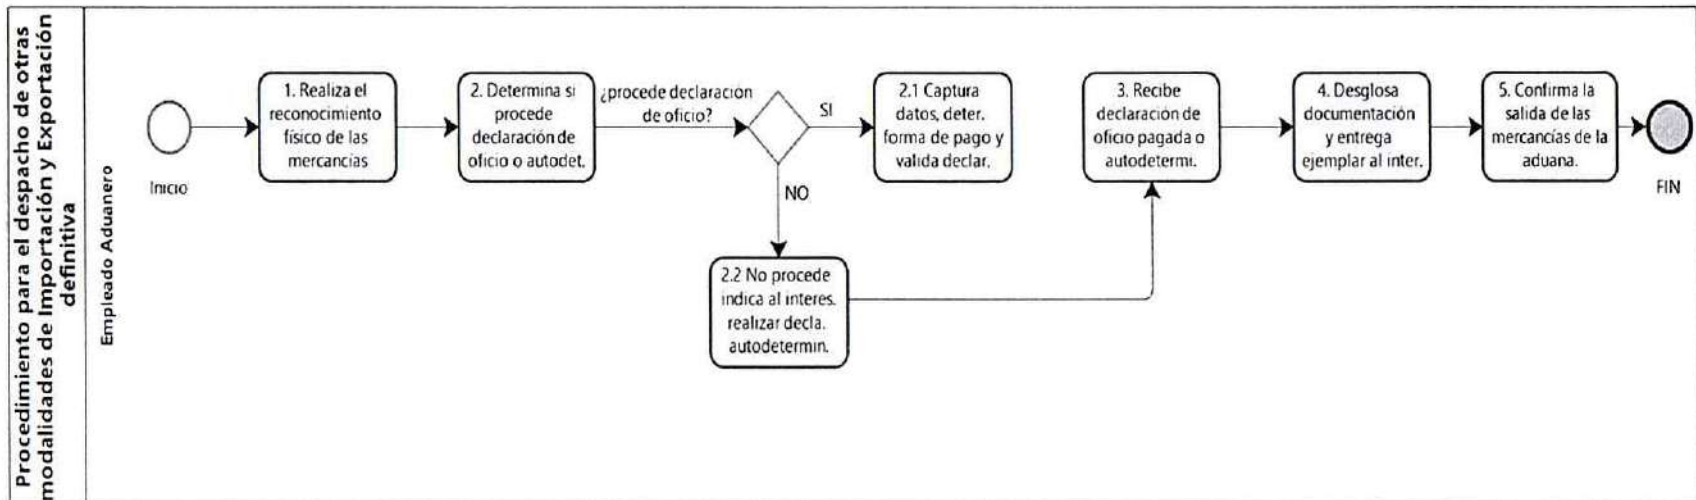 Procedimiento para el despacho de otras
modalidades de Importación y Exportación
definitiva
Empleado Aduanero
Inicio
1. Realiza el
reconocimiento
físico de las
mercancías
2. Determina si
procede
declaración de
oficio o autodet.
¿procede declaración
de oficio?
SI
NO
2.1 Captura
datos, deter.
forma de pago y
valida declar.
2.2 No procede
indica al interes.
realizar decla.
autodetermin.
3. Recibe
declaración de
oficio pagada o
autodetermi.
4. Desglosa
documentación
y entrega
ejemplar al inter.
5. Confirma la
salida de las
mercancías de la
aduana.
FIN